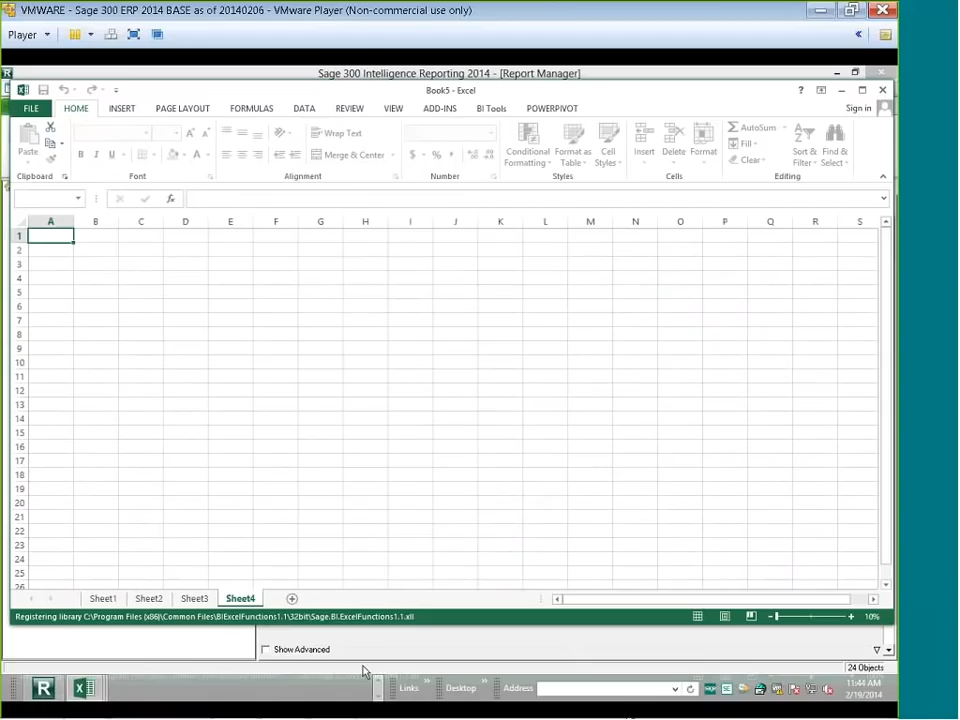 VMWARE - Sage 300 ERP 2014 BASE as of 20140206 - VMware Player (Non-commercial use only)
Player
Sage 300 Intelligence Reporting 2014 - [Report Manager]
Book5 - Excel
FILE HOME INSERT PAGE LAYOUT FORMULAS DATA REVIEW VIEW ADD-INS BI Tools POWERPIVOT Sign in
Paste
B I U A
Wrap Text
Merge & Center
$ % ,
Conditional Formatting
Format as Table
Cell Styles
Insert Delete Format
AutoSum
Fill
Clear
Sort & Filter
Find & Select
Clipboard Font Alignment Number Styles Cells Editing
fx
A B C D E F G H I J K L M N O P Q R S
1
2
3
4
5
6
7
8
9
10
11
12
13
14
15
16
17
18
19
20
21
22
23
24
25
26
Sheet1 Sheet2 Sheet3 Sheet4
Registering library C:\Program Files (x86)\Common Files\BIExcelFunctions1.1\32bit\Sage.BI.ExcelFunctions1.1.xll
10%
Show Advanced
24 Objects
Links
Desktop
Address
11:44 AM
2/19/2014